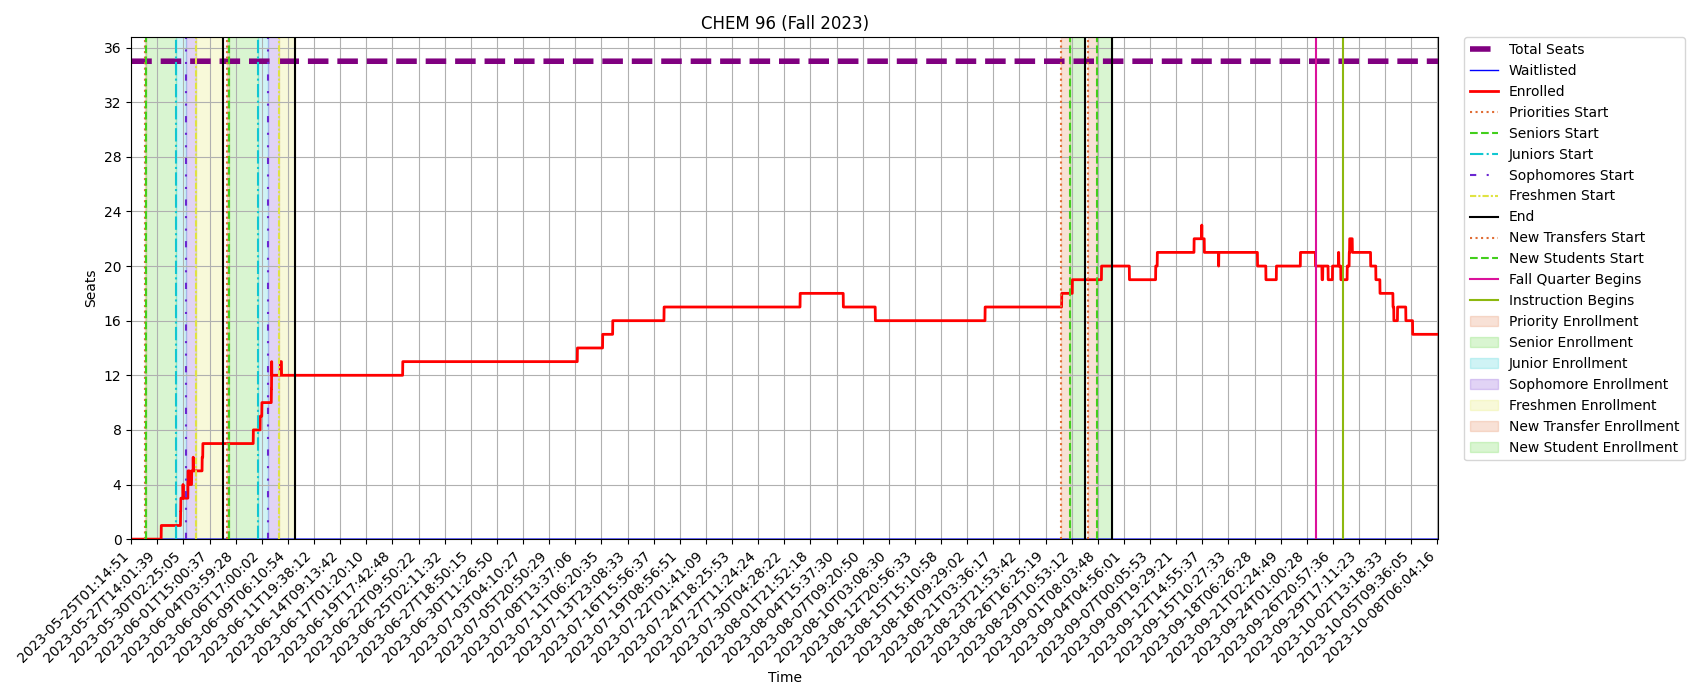 CHEM 96 (Fall 2023)
Seats
36
32
28
24
20
16
12
8
4
0
2023-05-25T01:14:51
2023-05-27T14:01:39
2023-05-30T02:25:05
2023-06-01T15:00:37
2023-06-04T03:59:28
2023-06-06T17:00:02
2023-06-09T06:10:54
2023-06-11T19:38:12
2023-06-14T09:13:42
2023-06-17T01:20:10
2023-06-19T17:42:48
2023-06-22T09:50:22
2023-06-25T02:11:32
2023-06-27T18:50:15
2023-06-30T11:26:50
2023-07-03T04:10:27
2023-07-05T20:50:29
2023-07-08T13:37:06
2023-07-11T06:20:35
2023-07-13T23:08:33
2023-07-16T15:56:37
2023-07-19T08:56:51
2023-07-22T01:41:09
2023-07-24T18:25:53
2023-07-27T11:24:24
2023-07-30T04:28:22
2023-08-01T21:52:18
2023-08-04T15:37:30
2023-08-07T09:20:50
2023-08-10T03:08:30
2023-08-12T20:56:33
2023-08-15T15:10:58
2023-08-18T09:29:02
2023-08-21T03:36:17
2023-08-23T21:53:42
2023-08-26T16:25:19
2023-08-29T10:53:12
2023-09-01T08:03:48
2023-09-04T04:56:01
2023-09-07T00:05:53
2023-09-09T19:29:21
2023-09-12T14:55:37
2023-09-15T10:27:33
2023-09-18T06:26:28
2023-09-21T02:24:49
2023-09-24T01:00:28
2023-09-26T20:57:36
2023-09-29T17:11:23
2023-10-02T13:18:33
2023-10-05T09:36:05
2023-10-08T06:04:16
Time
Total Seats
Waitlisted
Enrolled
Priorities Start
Seniors Start
Juniors Start
Sophomores Start
Freshmen Start
End
New Transfers Start
New Students Start
Fall Quarter Begins
Instruction Begins
Priority Enrollment
Senior Enrollment
Junior Enrollment
Sophomore Enrollment
Freshmen Enrollment
New Transfer Enrollment
New Student Enrollment